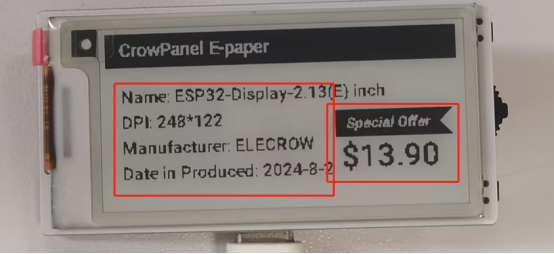 CrowPanel E-paper
Name: ESP32-Display-2.13(E) inch
DPI: 248*122
Manufacturer: ELECROW
Date in Produced: 2024-8-2
Special Offer
$13.90